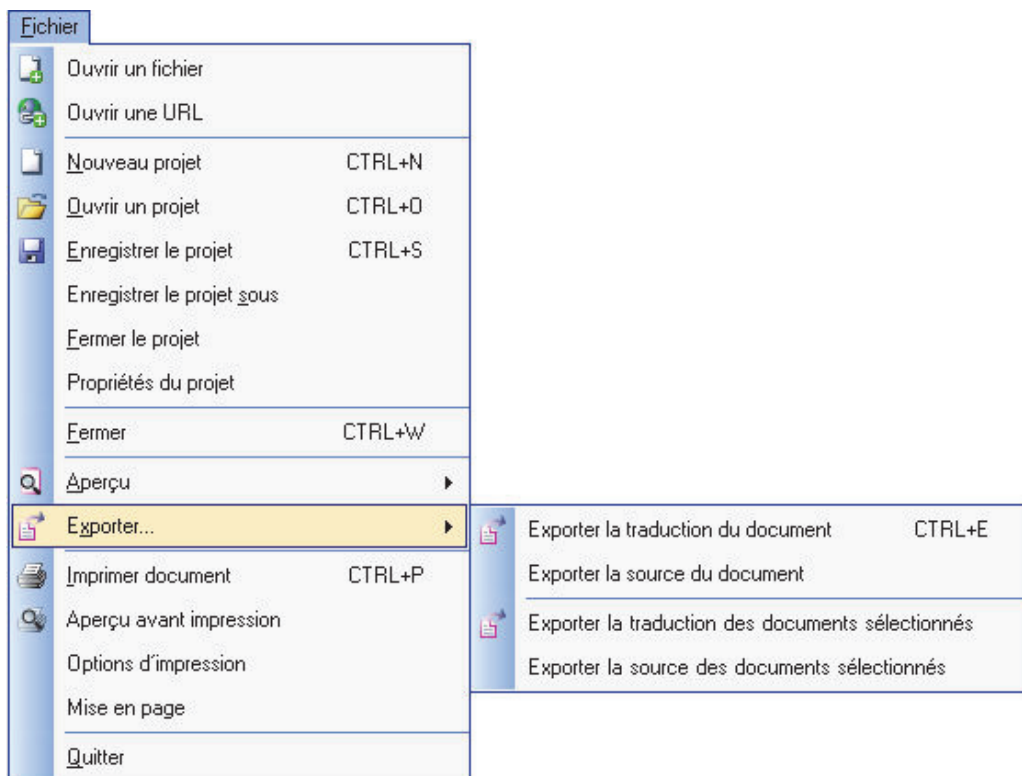 Fichier
Ouvrir un fichier
Ouvrir une URL
Nouveau projet CTRL+N
Ouvrir un projet CTRL+O
Enregistrer le projet CTRL+S
Enregistrer le projet sous
Fermer le projet
Propriétés du projet
Fermer CTRL+W
Aperçu
Exporter...
Exporter la traduction du document CTRL+E
Exporter la source du document
Exporter la traduction des documents sélectionnés
Exporter la source des documents sélectionnés
Imprimer document CTRL+P
Aperçu avant impression
Options d´impression
Mise en page
Quitter